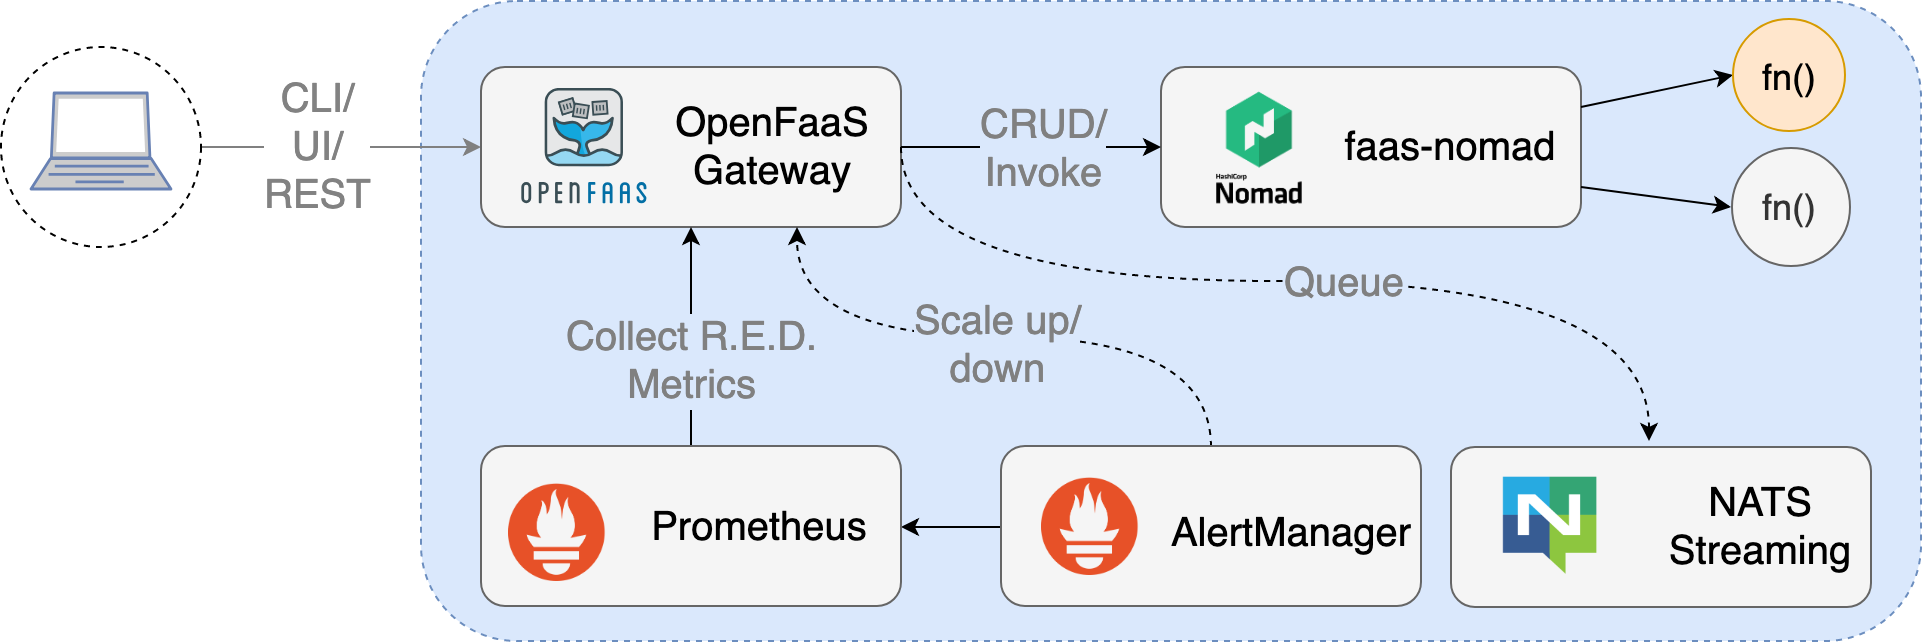 CLI/
UI/
REST
OPENFAAS
OpenFaaS
Gateway
CRUD/
Invoke
HashiCorp
Nomad
faas-nomad
fn()
fn()
Queue
Scale up/
down
Collect R.E.D.
Metrics
Prometheus
AlertManager
NATS
Streaming